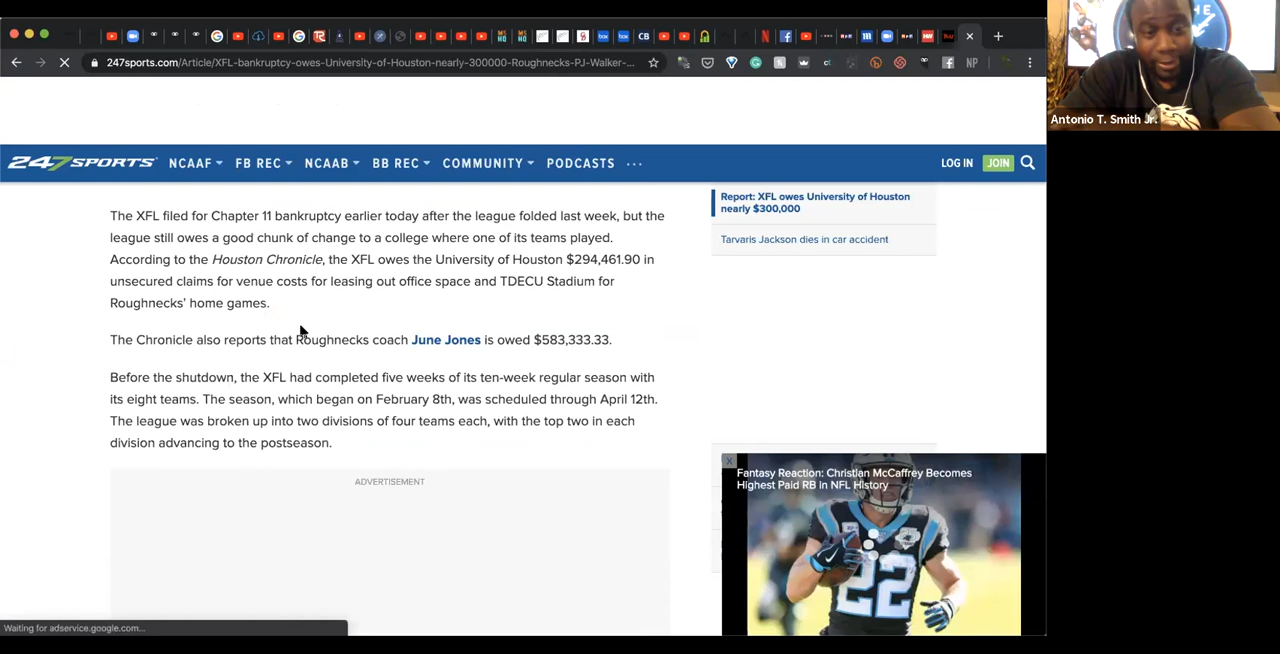 247sports.com/Article/XFL-bankruptcy-owes-University-of-Houston-nearly-300000-Roughnecks-PJ-Walker-...
NP
Antonio T. Smith Jr.
247SPORTS
NCAAF
FB REC
NCAAB
BB REC
COMMUNITY
PODCASTS
...
LOG IN
JOIN
The XFL filed for Chapter 11 bankruptcy earlier today after the league folded last week, but the
league still owes a good chunk of change to a college where one of its teams played.
According to the Houston Chronicle, the XFL owes the University of Houston $294,461.90 in
unsecured claims for venue costs for leasing out office space and TDECU Stadium for
Roughnecks' home games.
The Chronicle also reports that Roughnecks coach June Jones is owed $583,333.33.
Before the shutdown, the XFL had completed five weeks of its ten-week regular season with
its eight teams. The season, which began on February 8th, was scheduled through April 12th.
The league was broken up into two divisions of four teams each, with the top two in each
division advancing to the postseason.
ADVERTISEMENT
Report: XFL owes University of Houston
nearly $300,000
Tarvaris Jackson dies in car accident
X
Fantasy Reaction: Christian McCaffrey Becomes
Highest Paid RB in NFL History
22
Waiting for adservice.google.com...